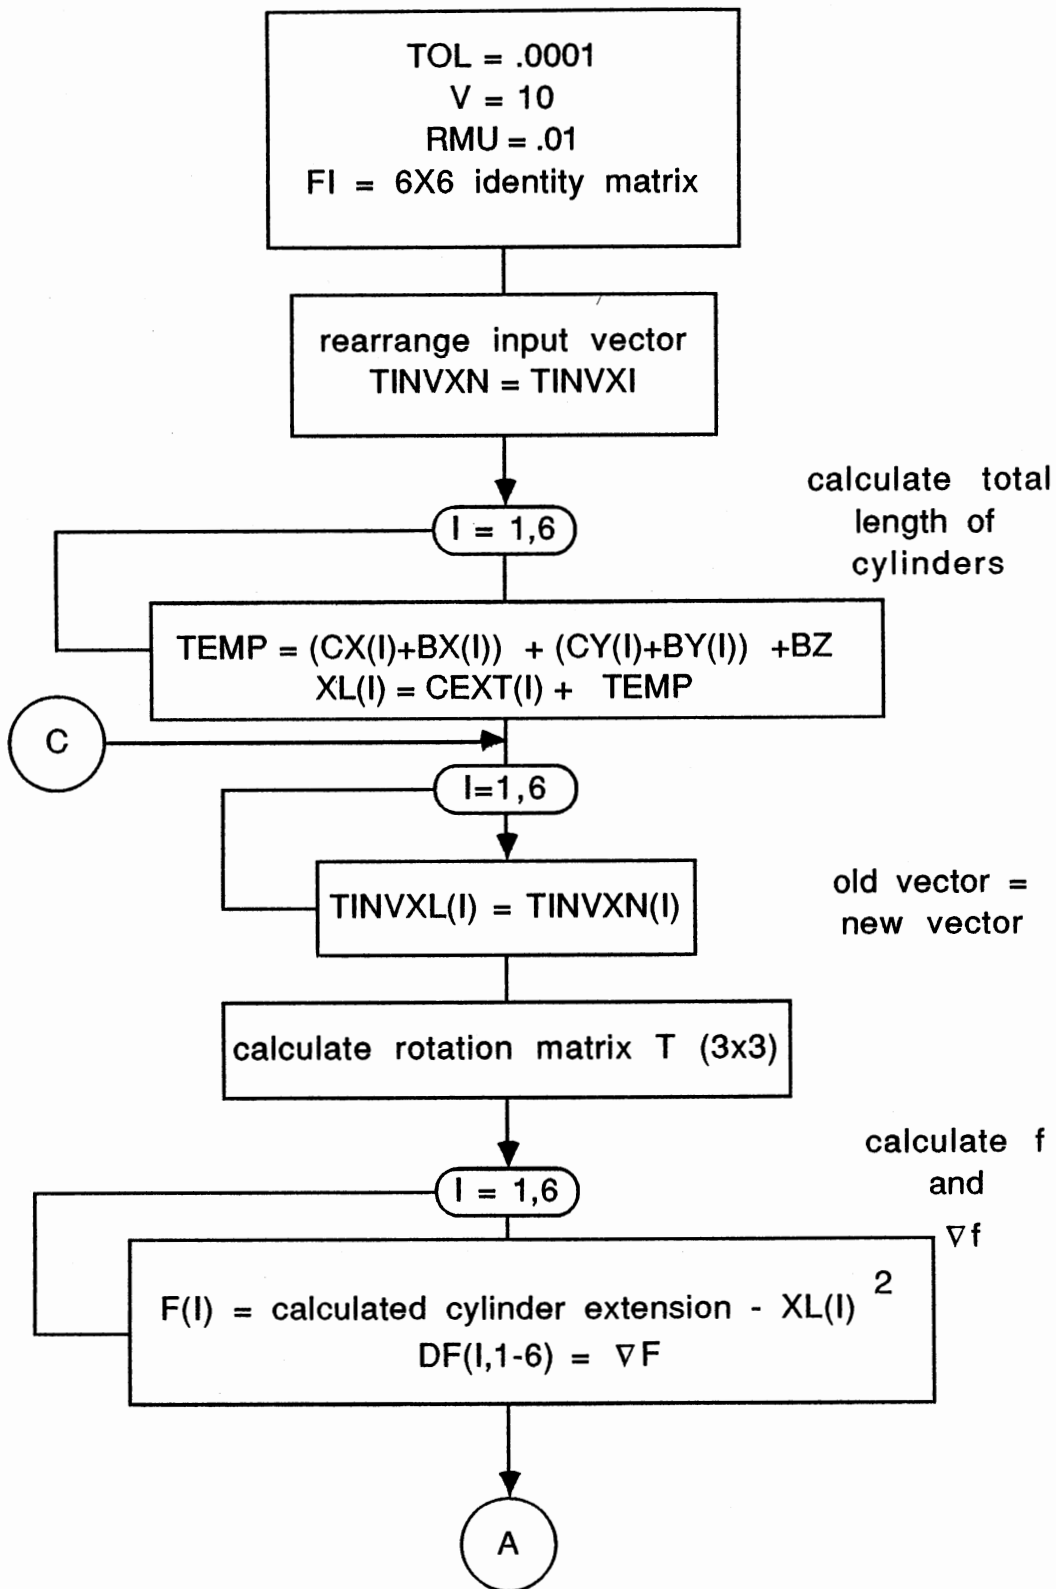 TOL = .0001
V = 10
RMU = .01
FI = 6X6 identity matrix
rearrange input vector
TINVXN = TINVXI
calculate total
length of
cylinders
I = 1,6
TEMP = (CX(I)+BX(I)) + (CY(I)+BY(I)) +BZ
XL(I) = CEXT(I) + TEMP
C
I=1,6
TINVXL(I) = TINVXN(I)
old vector =
new vector
calculate rotation matrix T (3x3)
calculate f
and
∇f
I = 1,6
F(I) = calculated cylinder extension - XL(I) 2
DF(I,1-6) = ∇F
A